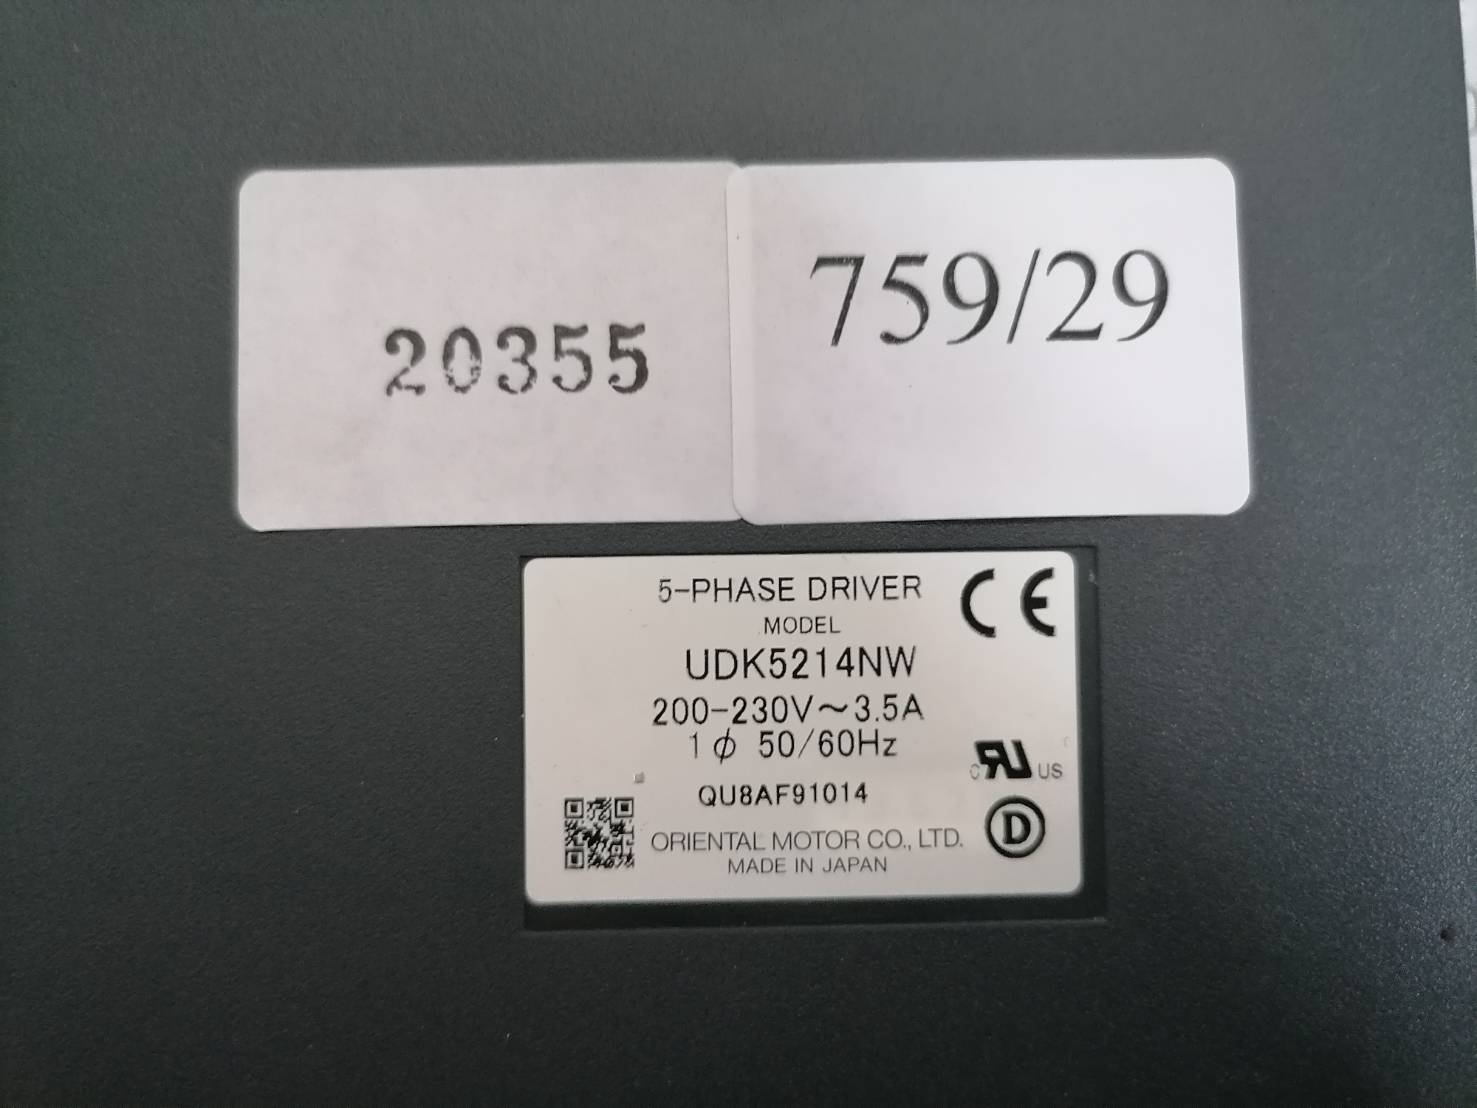 20355
759/29
5-PHASE DRIVER
CE
MODEL
UDK5214NW
200-230V～3.5A
1φ 50/60Hz
c RU US
QU8AF91014
D
ORIENTAL MOTOR CO., LTD.
MADE IN JAPAN